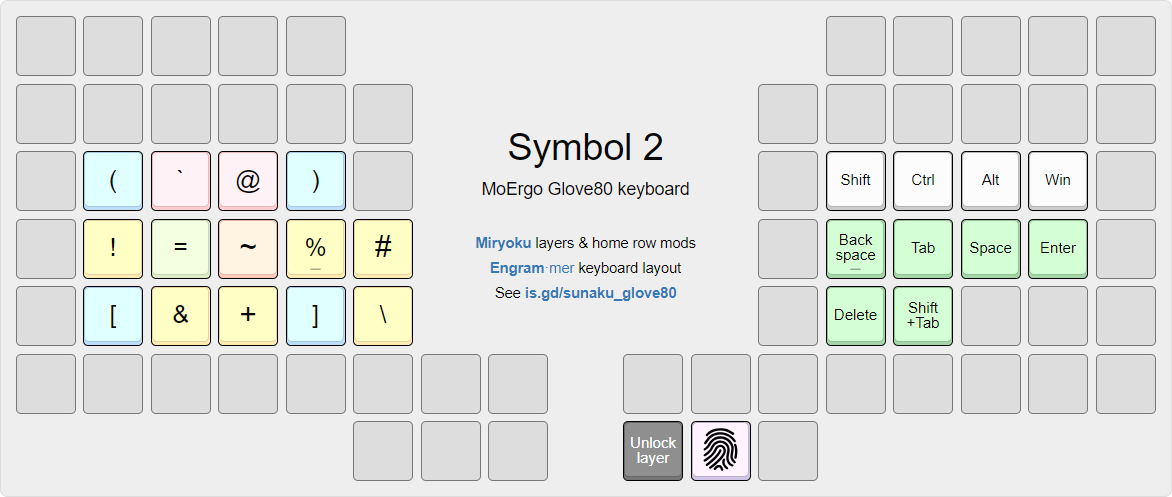 Symbol 2
MoErgo Glove80 keyboard
Miryoku layers & home row mods
Engram·mer keyboard layout
See is.gd/sunaku_glove80
( ` @ )
! = ~ % #
[ & + ] \
Shift Ctrl Alt Win
Back
space
Tab Space Enter
Delete
Shift
+Tab
Unlock
layer